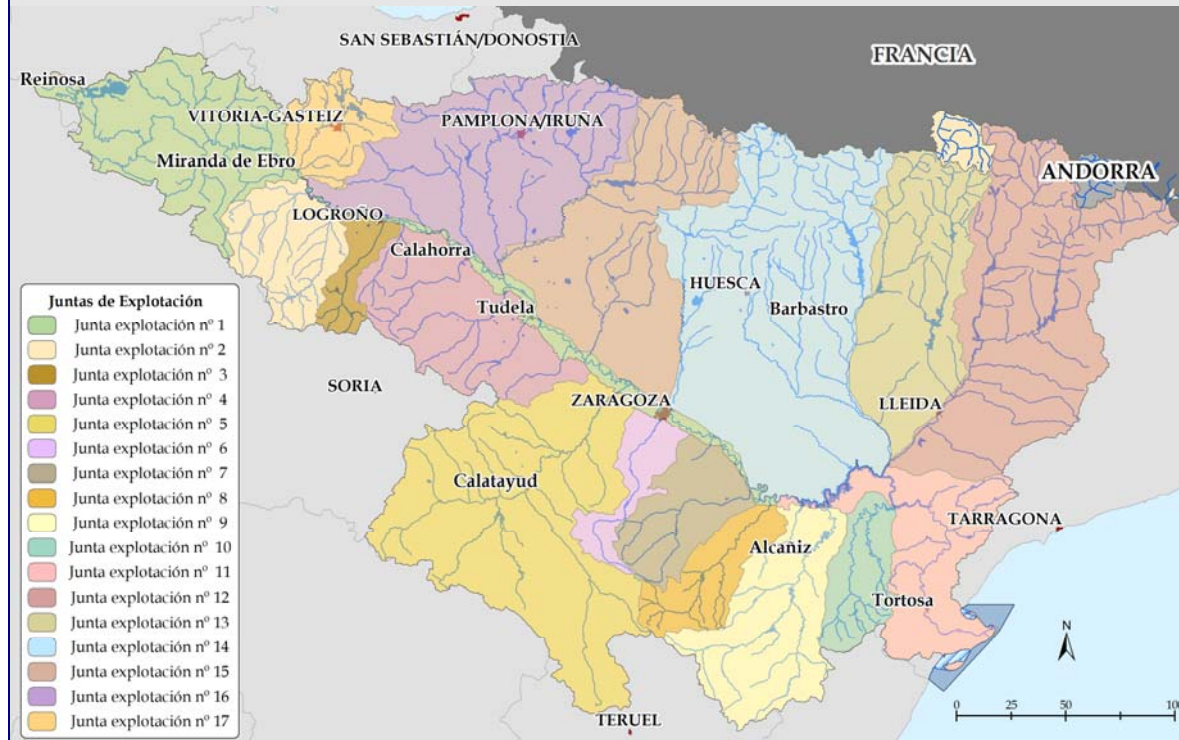 SAN SEBASTIÁN/DONOSTIA
FRANCIA
Reinosa
VITORIA-GASTEIZ
PAMPLONA/IRUÑA
Miranda de Ebro
ANDORRA
LOGROÑO
Calahorra
HUESCA
Barbastro
Tudela
SORIA
ZARAGOZA
LLEIDA
Calatayud
TARRAGONA
Alcañiz
Tortosa
TERUEL
Juntas de Explotación
Junta explotación nº 1
Junta explotación nº 2
Junta explotación nº 3
Junta explotación nº 4
Junta explotación nº 5
Junta explotación nº 6
Junta explotación nº 7
Junta explotación nº 8
Junta explotación nº 9
Junta explotación nº 10
Junta explotación nº 11
Junta explotación nº 12
Junta explotación nº 13
Junta explotación nº 14
Junta explotación nº 15
Junta explotación nº 16
Junta explotación nº 17
N
0 25 50 100